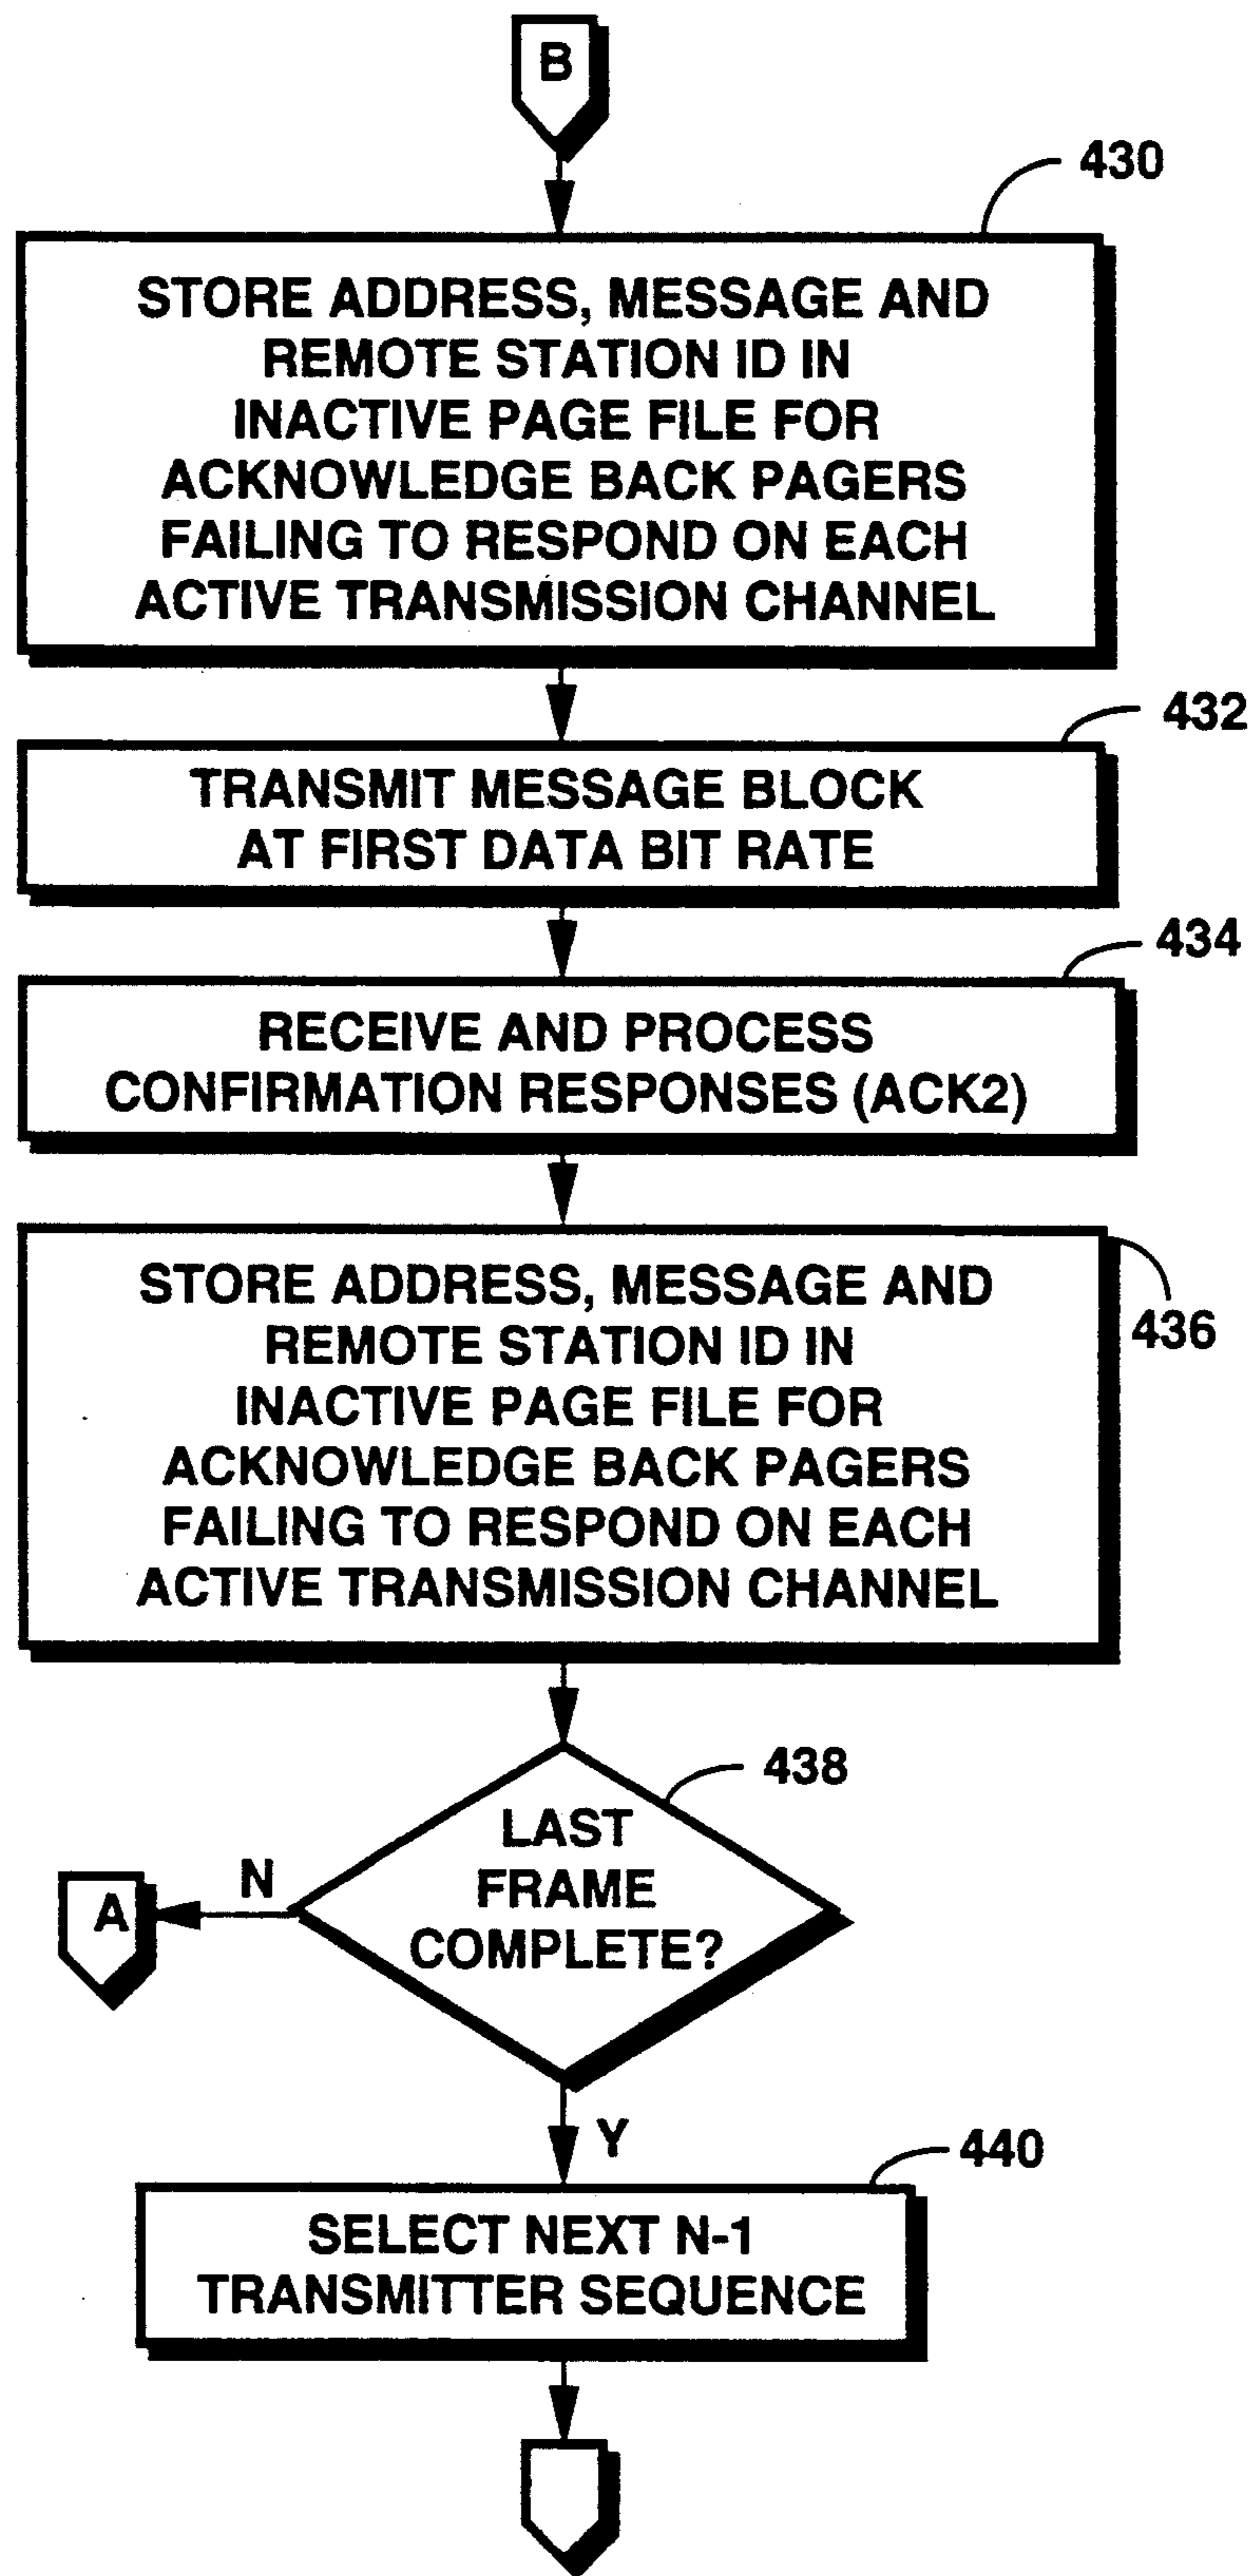 B
430
STORE ADDRESS, MESSAGE AND
REMOTE STATION ID IN
INACTIVE PAGE FILE FOR
ACKNOWLEDGE BACK PAGERS
FAILING TO RESPOND ON EACH
ACTIVE TRANSMISSION CHANNEL
432
TRANSMIT MESSAGE BLOCK
AT FIRST DATA BIT RATE
434
RECEIVE AND PROCESS
CONFIRMATION RESPONSES (ACK2)
436
STORE ADDRESS, MESSAGE AND
REMOTE STATION ID IN
INACTIVE PAGE FILE FOR
ACKNOWLEDGE BACK PAGERS
FAILING TO RESPOND ON EACH
ACTIVE TRANSMISSION CHANNEL
438
LAST
FRAME
COMPLETE?
N
A
Y
440
SELECT NEXT N-1
TRANSMITTER SEQUENCE